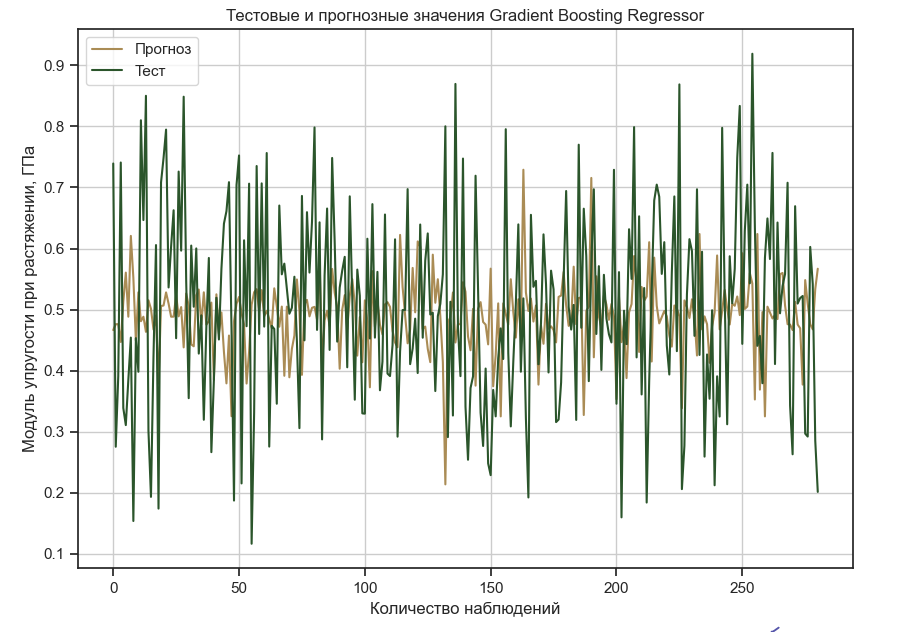 Тестовые и прогнозные значения Gradient Boosting Regressor
Прогноз
Тест
Модуль упругости при растяжении, ГПа
0.9
0.8
0.7
0.6
0.5
0.4
0.3
0.2
0.1
0 50 100 150 200 250
Количество наблюдений